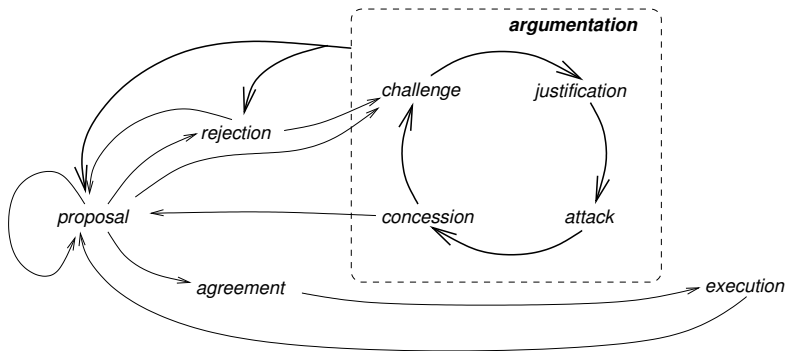 argumentation
challenge
justification
rejection
proposal
concession
attack
agreement
execution